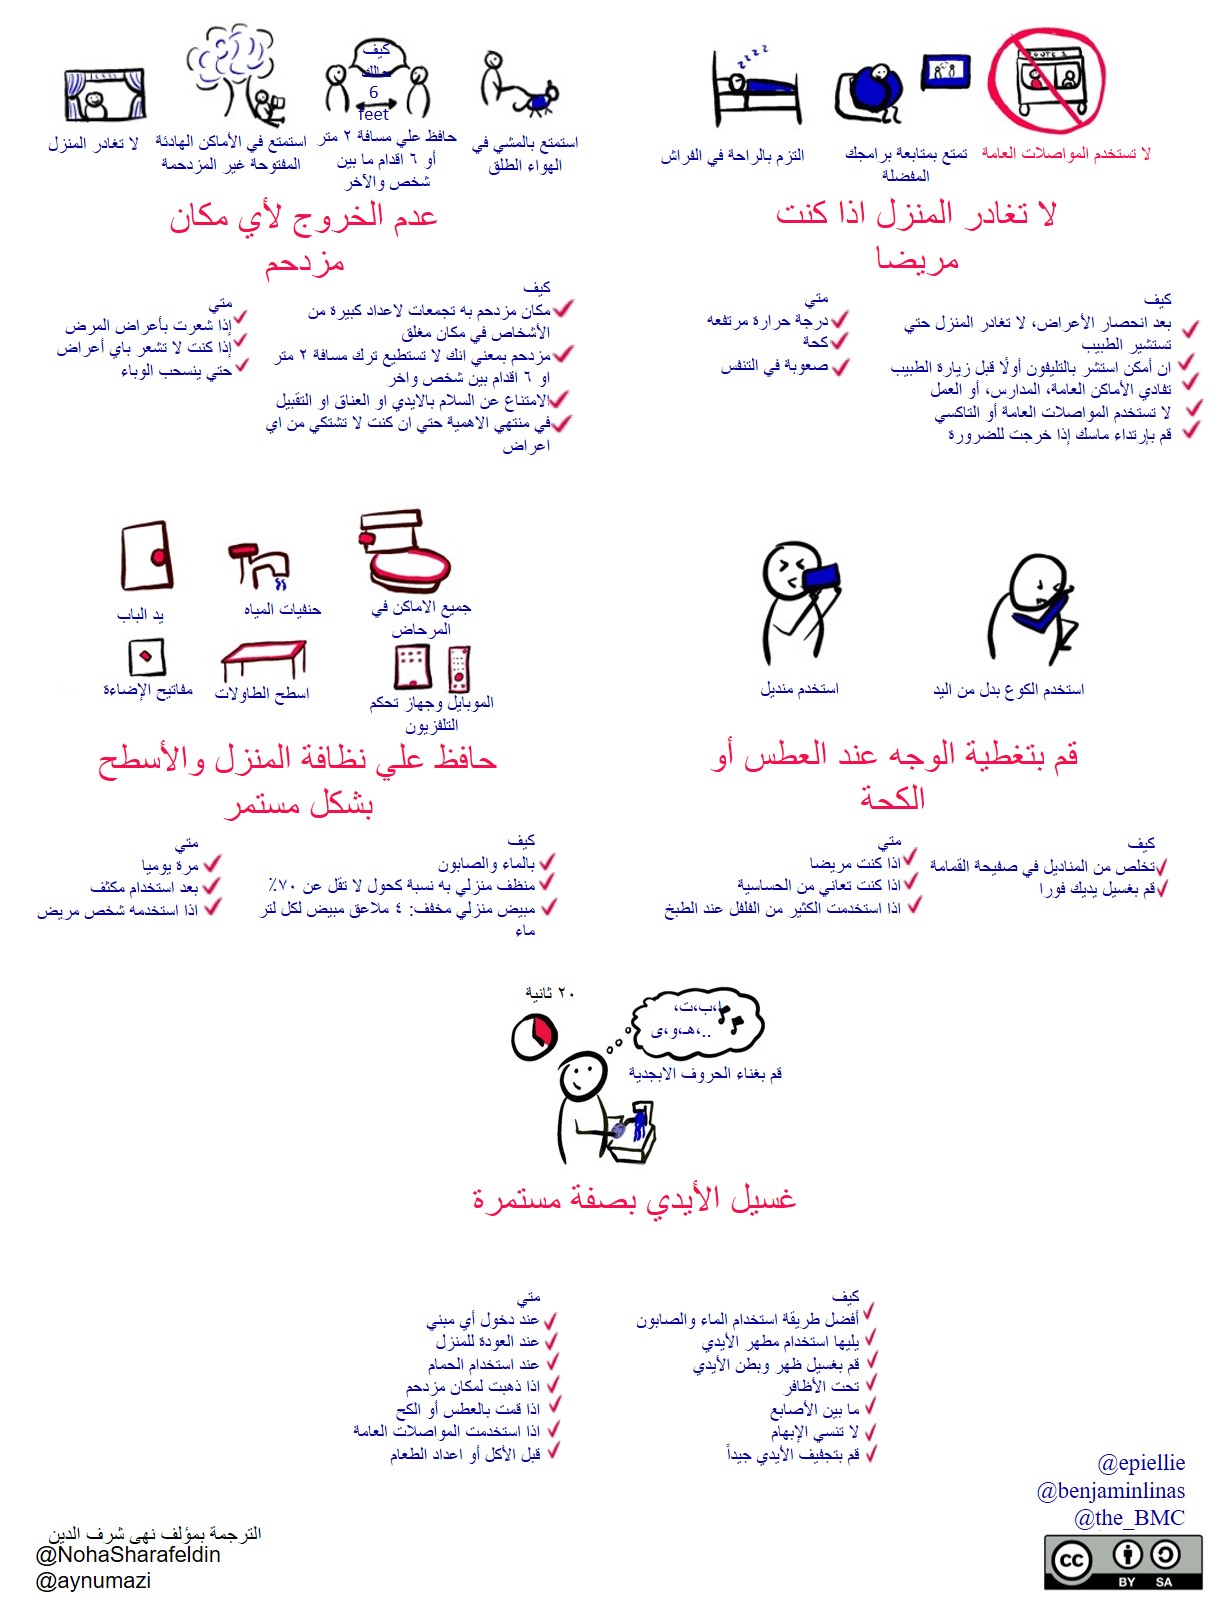 ROUTE 1
لا تستخدم المواصلات العامة
تمتع بمتابعة برامجك
المفضلة
zzzz
التزم بالراحة في الفراش
لا تغادر المنزل اذا كنت
مريضا
كيف
بعد انحصار الأعراض، لا تغادر المنزل حتي
تستشير الطبيب
ان أمكن استشر بالتليفون أولًا قبل زيارة الطبيب
تفادي الأماكن العامة، المدارس، أو العمل
لا تستخدم المواصلات العامة أو التاكسي
قم بإرتداء ماسك إذا خرجت للضرورة
متي
درجة حرارة مرتفعه
كحة
صعوبة في التنفس
استمتع بالمشي في
الهواء الطلق
كيف
حالك
6
feet
حافظ علي مسافة ٢ متر
أو ٦ اقدام ما بين
شخص والآخر
استمتع في الأماكن الهادئة
المفتوحة غير المزدحمة
لا تغادر المنزل
عدم الخروج لأي مكان
مزدحم
كيف
مكان مزدحم به تجمعات لاعداد كبيرة من
الأشخاص في مكان مغلق
مزدحم بمعني انك لا تستطيع ترك مسافة ٢ متر
او ٦ اقدام بين شخص واخر
الامتناع عن السلام بالايدي او العناق او التقبيل
في منتهي الاهمية حتي ان كنت لا تشتكي من اي
اعراض
متي
إذا شعرت بأعراض المرض
إذا كنت لا تشعر باي أعراض
حتي ينسحب الوباء
استخدم الكوع بدل من اليد
استخدم منديل
قم بتغطية الوجه عند العطس أو
الكحة
كيف
تخلص من المناديل في صفيحة القمامة
قم بغسيل يديك فورا
متي
اذا كنت مريضا
اذا كنت تعاني من الحساسية
اذا استخدمت الكثير من الفلفل عند الطبخ
جميع الاماكن في
المرحاض
حنفيات المياه
يد الباب
الموبايل وجهاز تحكم
التلفزيون
اسطح الطاولات
مفاتيح الإضاءة
حافظ علي نظافة المنزل والأسطح
بشكل مستمر
كيف
بالماء والصابون
منظف منزلي به نسبة كحول لا تقل عن ٧٠٪
مبيض منزلي مخفف: ٤ ملاعق مبيض لكل لتر
ماء
متي
مرة يوميا
بعد استخدام مكثف
اذا استخدمه شخص مريض
٢٠ ثانية
ا،ب،ت،
..،هـ،و،ى
قم بغناء الحروف الابجدية
غسيل الأيدي بصفة مستمرة
كيف
أفضل طريقة استخدام الماء والصابون
يليها استخدام مطهر الأيدي
قم بغسيل ظهر وبطن الأيدي
تحت الأظافر
ما بين الأصابع
لا تنسي الإبهام
قم بتجفيف الأيدي جيداً
متي
عند دخول أي مبني
عند العودة للمنزل
عند استخدام الحمام
اذا ذهبت لمكان مزدحم
اذا قمت بالعطس أو الكح
اذا استخدمت المواصلات العامة
قبل الأكل أو اعداد الطعام
@epiellie
@benjaminlinas
@the_BMC
cc BY SA
الترجمة بمؤلف نهى شرف الدين
@NohaSharafeldin
@aynumazi